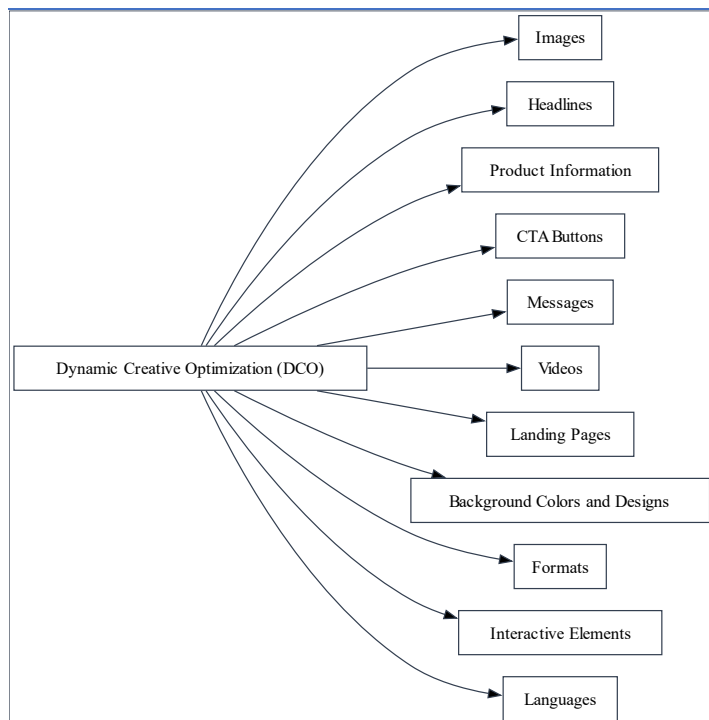 Images
Headlines
Product Information
CTA Buttons
Messages
Dynamic Creative Optimization (DCO)
Videos
Landing Pages
Background Colors and Designs
Formats
Interactive Elements
Languages